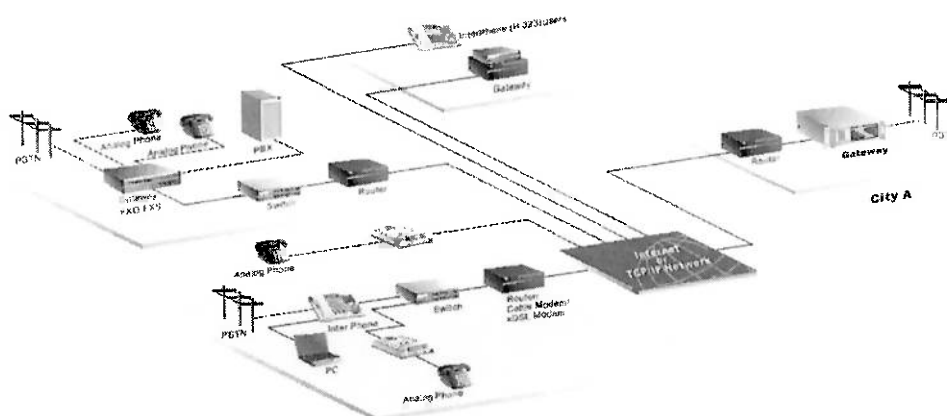 Interphone (H.323) users
Gateway
Analog Phone
Analog Phone
PBX
PSTN
Gateway
FXO FXS
Switch
Router
Router
Gateway
City A
Internet
or
TCP/IP Network
Analog Phone
PSTN
Inter Phone
Switch
Router/
Cable Modem/
xDSL Modem
PC
Analog Phone